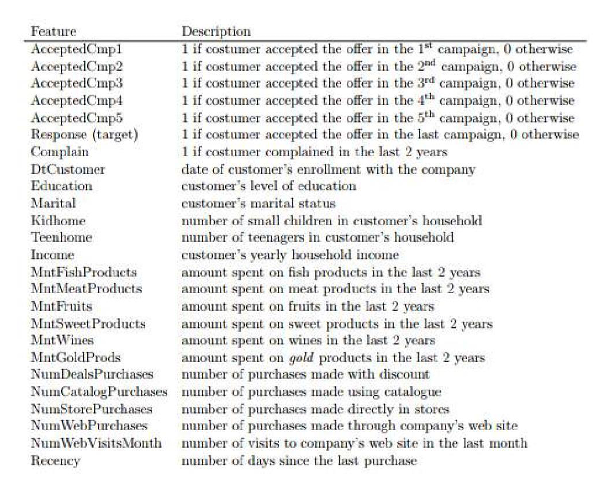 Feature Description
AcceptedCmp1 1 if costumer accepted the offer in the 1st campaign, 0 otherwise
AcceptedCmp2 1 if costumer accepted the offer in the 2nd campaign, 0 otherwise
AcceptedCmp3 1 if costumer accepted the offer in the 3rd campaign, 0 otherwise
AcceptedCmp4 1 if costumer accepted the offer in the 4th campaign, 0 otherwise
AcceptedCmp5 1 if costumer accepted the offer in the 5th campaign, 0 otherwise
Response (target) 1 if costumer accepted the offer in the last campaign, 0 otherwise
Complain 1 if costumer complained in the last 2 years
DtCustomer date of customer's enrollment with the company
Education customer's level of education
Marital customer's marital status
Kidhome number of small children in customer's household
Teenhome number of teenagers in customer's household
Income customer's yearly household income
MntFishProducts amount spent on fish products in the last 2 years
MntMeatProducts amount spent on meat products in the last 2 years
MntFruits amount spent on fruits in the last 2 years
MntSweetProducts amount spent on sweet products in the last 2 years
MntWines amount spent on wines in the last 2 years
MntGoldProds amount spent on gold products in the last 2 years
NumDealsPurchases number of purchases made with discount
NumCatalogPurchases number of purchases made using catalogue
NumStorePurchases number of purchases made directly in stores
NumWebPurchases number of purchases made through company's web site
NumWebVisitsMonth number of visits to company's web site in the last month
Recency number of days since the last purchase